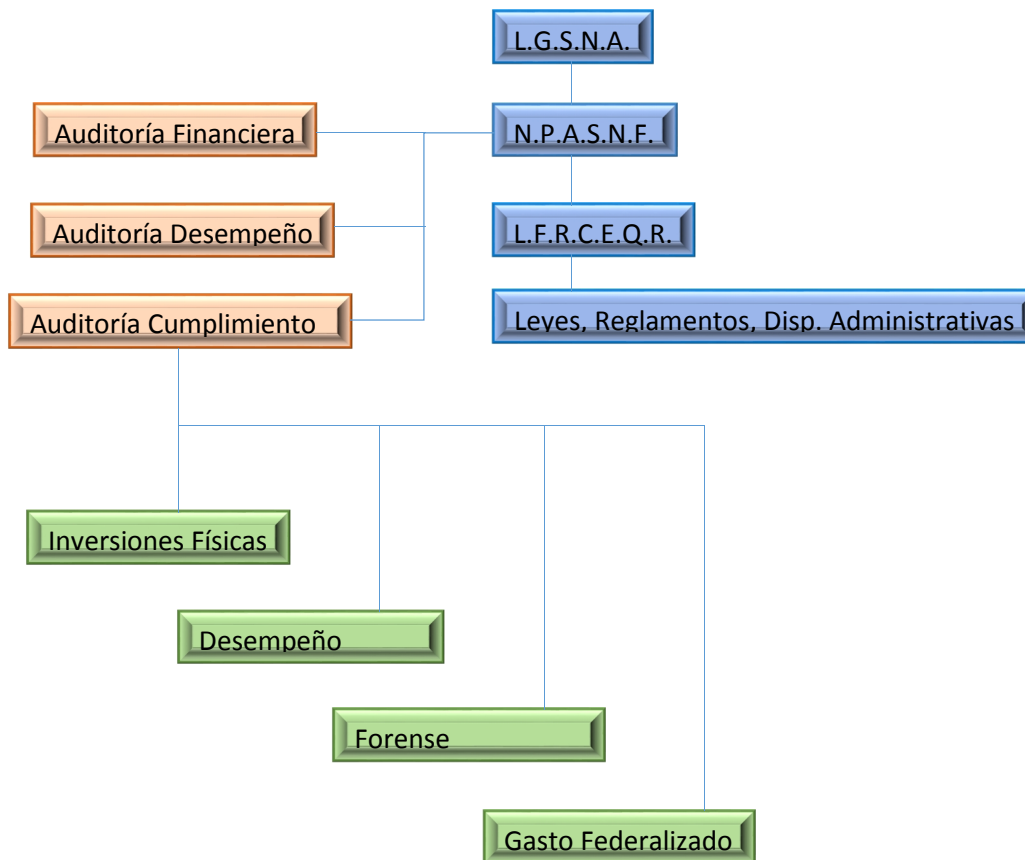 L.G.S.N.A.
Auditoría Financiera
N.P.A.S.N.F.
Auditoría Desempeño
L.F.R.C.E.Q.R.
Auditoría Cumplimiento
Leyes, Reglamentos, Disp. Administrativas
Inversiones Físicas
Desempeño
Forense
Gasto Federalizado